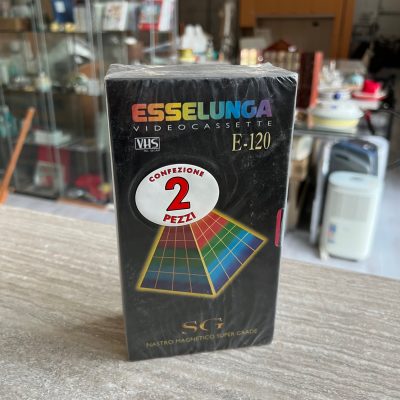 ESSELUNGA
VIDEOCASSETTE
VHS
E-120
CONFEZIONE
2
PEZZI
SG
NASTRO MAGNETICO SUPER GRADE